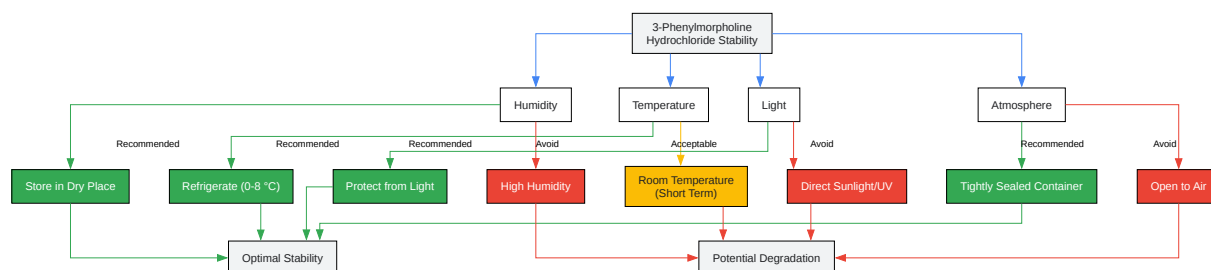 3-Phenylmorpholine
Hydrochloride Stability
Humidity
Temperature
Light
Atmosphere
Recommended
Recommended
Recommended
Avoid
Acceptable
Avoid
Recommended
Avoid
Store in Dry Place
Refrigerate (0-8 °C)
Protect from Light
High Humidity
Room Temperature
(Short Term)
Direct Sunlight/UV
Tightly Sealed Container
Open to Air
Optimal Stability
Potential Degradation